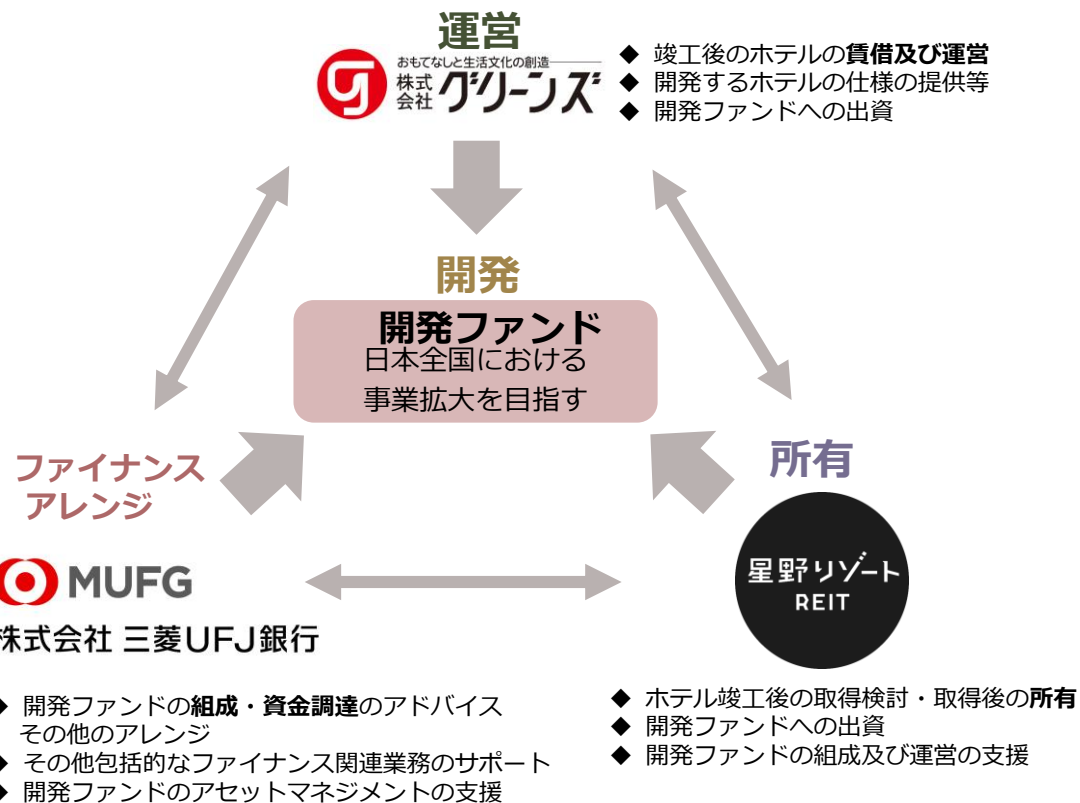 運営
おもてなしと生活文化の創造
株式会社 グリーンズ
◆ 竣工後のホテルの賃借及び運営
◆ 開発するホテルの仕様の提供等
◆ 開発ファンドへの出資
開発
開発ファンド
日本全国における
事業拡大を目指す
ファイナンス
アレンジ
MUFG
株式会社 三菱UFJ銀行
◆ 開発ファンドの組成・資金調達のアドバイス
その他のアレンジ
◆ その他包括的なファイナンス関連業務のサポート
◆ 開発ファンドのアセットマネジメントの支援
所有
星野リゾート
REIT
◆ ホテル竣工後の取得検討・取得後の所有
◆ 開発ファンドへの出資
◆ 開発ファンドの組成及び運営の支援